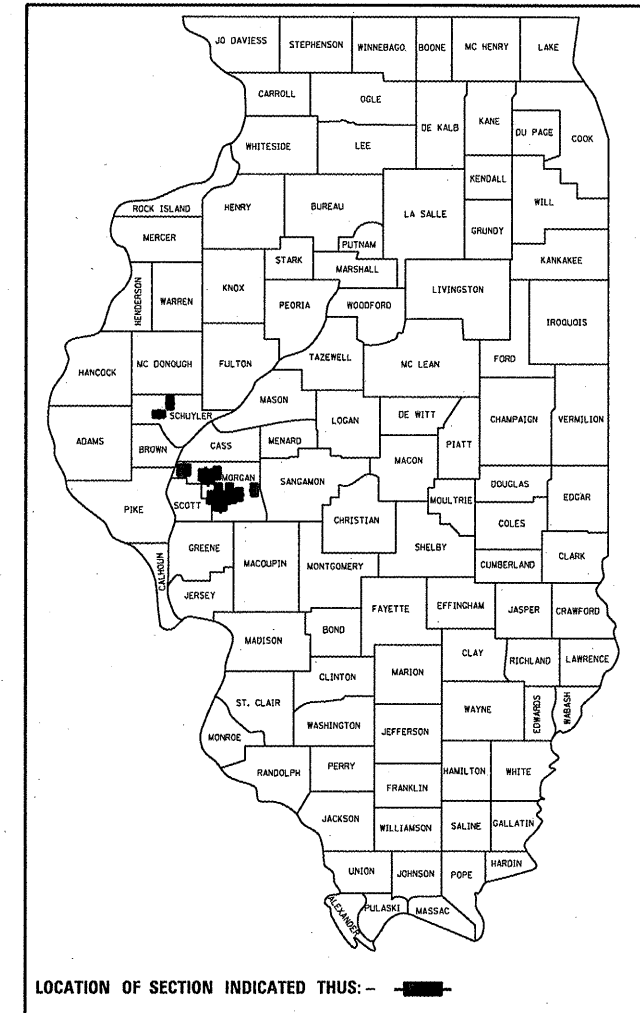 JO DAVIESS STEPHENSON WINNEBAGO BOONE MC HENRY LAKE
CARROLL OGLE DE KALB KANE DU PAGE COOK
WHITESIDE LEE KENDALL WILL
ROCK ISLAND HENRY BUREAU LA SALLE GRUNDY
MERCER PUTNAM KANKAKEE
STARK MARSHALL
HENDERSON WARREN KNOX PEORIA WOODFORD LIVINGSTON IROQUOIS
HANCOCK MC DONOUGH FULTON TAZEWELL MC LEAN FORD
MASON
ADAMS SCHUYLER LOGAN DE WITT CHAMPAIGN VERMILION
BROWN CASS MENARD MACON PIATT
MORGAN SANGAMON DOUGLAS
PIKE SCOTT MOULTRIE EDGAR
CHRISTIAN COLES
GREENE MACOUPIN MONTGOMERY SHELBY CUMBERLAND CLARK
CALHOUN JERSEY FAYETTE EFFINGHAM JASPER CRAWFORD
MADISON BOND
CLAY RICHLAND LAWRENCE
CLINTON MARION
ST. CLAIR WAYNE EDWARDS WABASH
WASHINGTON JEFFERSON
MONROE
RANDOLPH PERRY HAMILTON WHITE
FRANKLIN
JACKSON WILLIAMSON SALINE GALLATIN
UNION JOHNSON POPE HARDIN
ALEXANDER PULASKI MASSAC
LOCATION OF SECTION INDICATED THUS: -